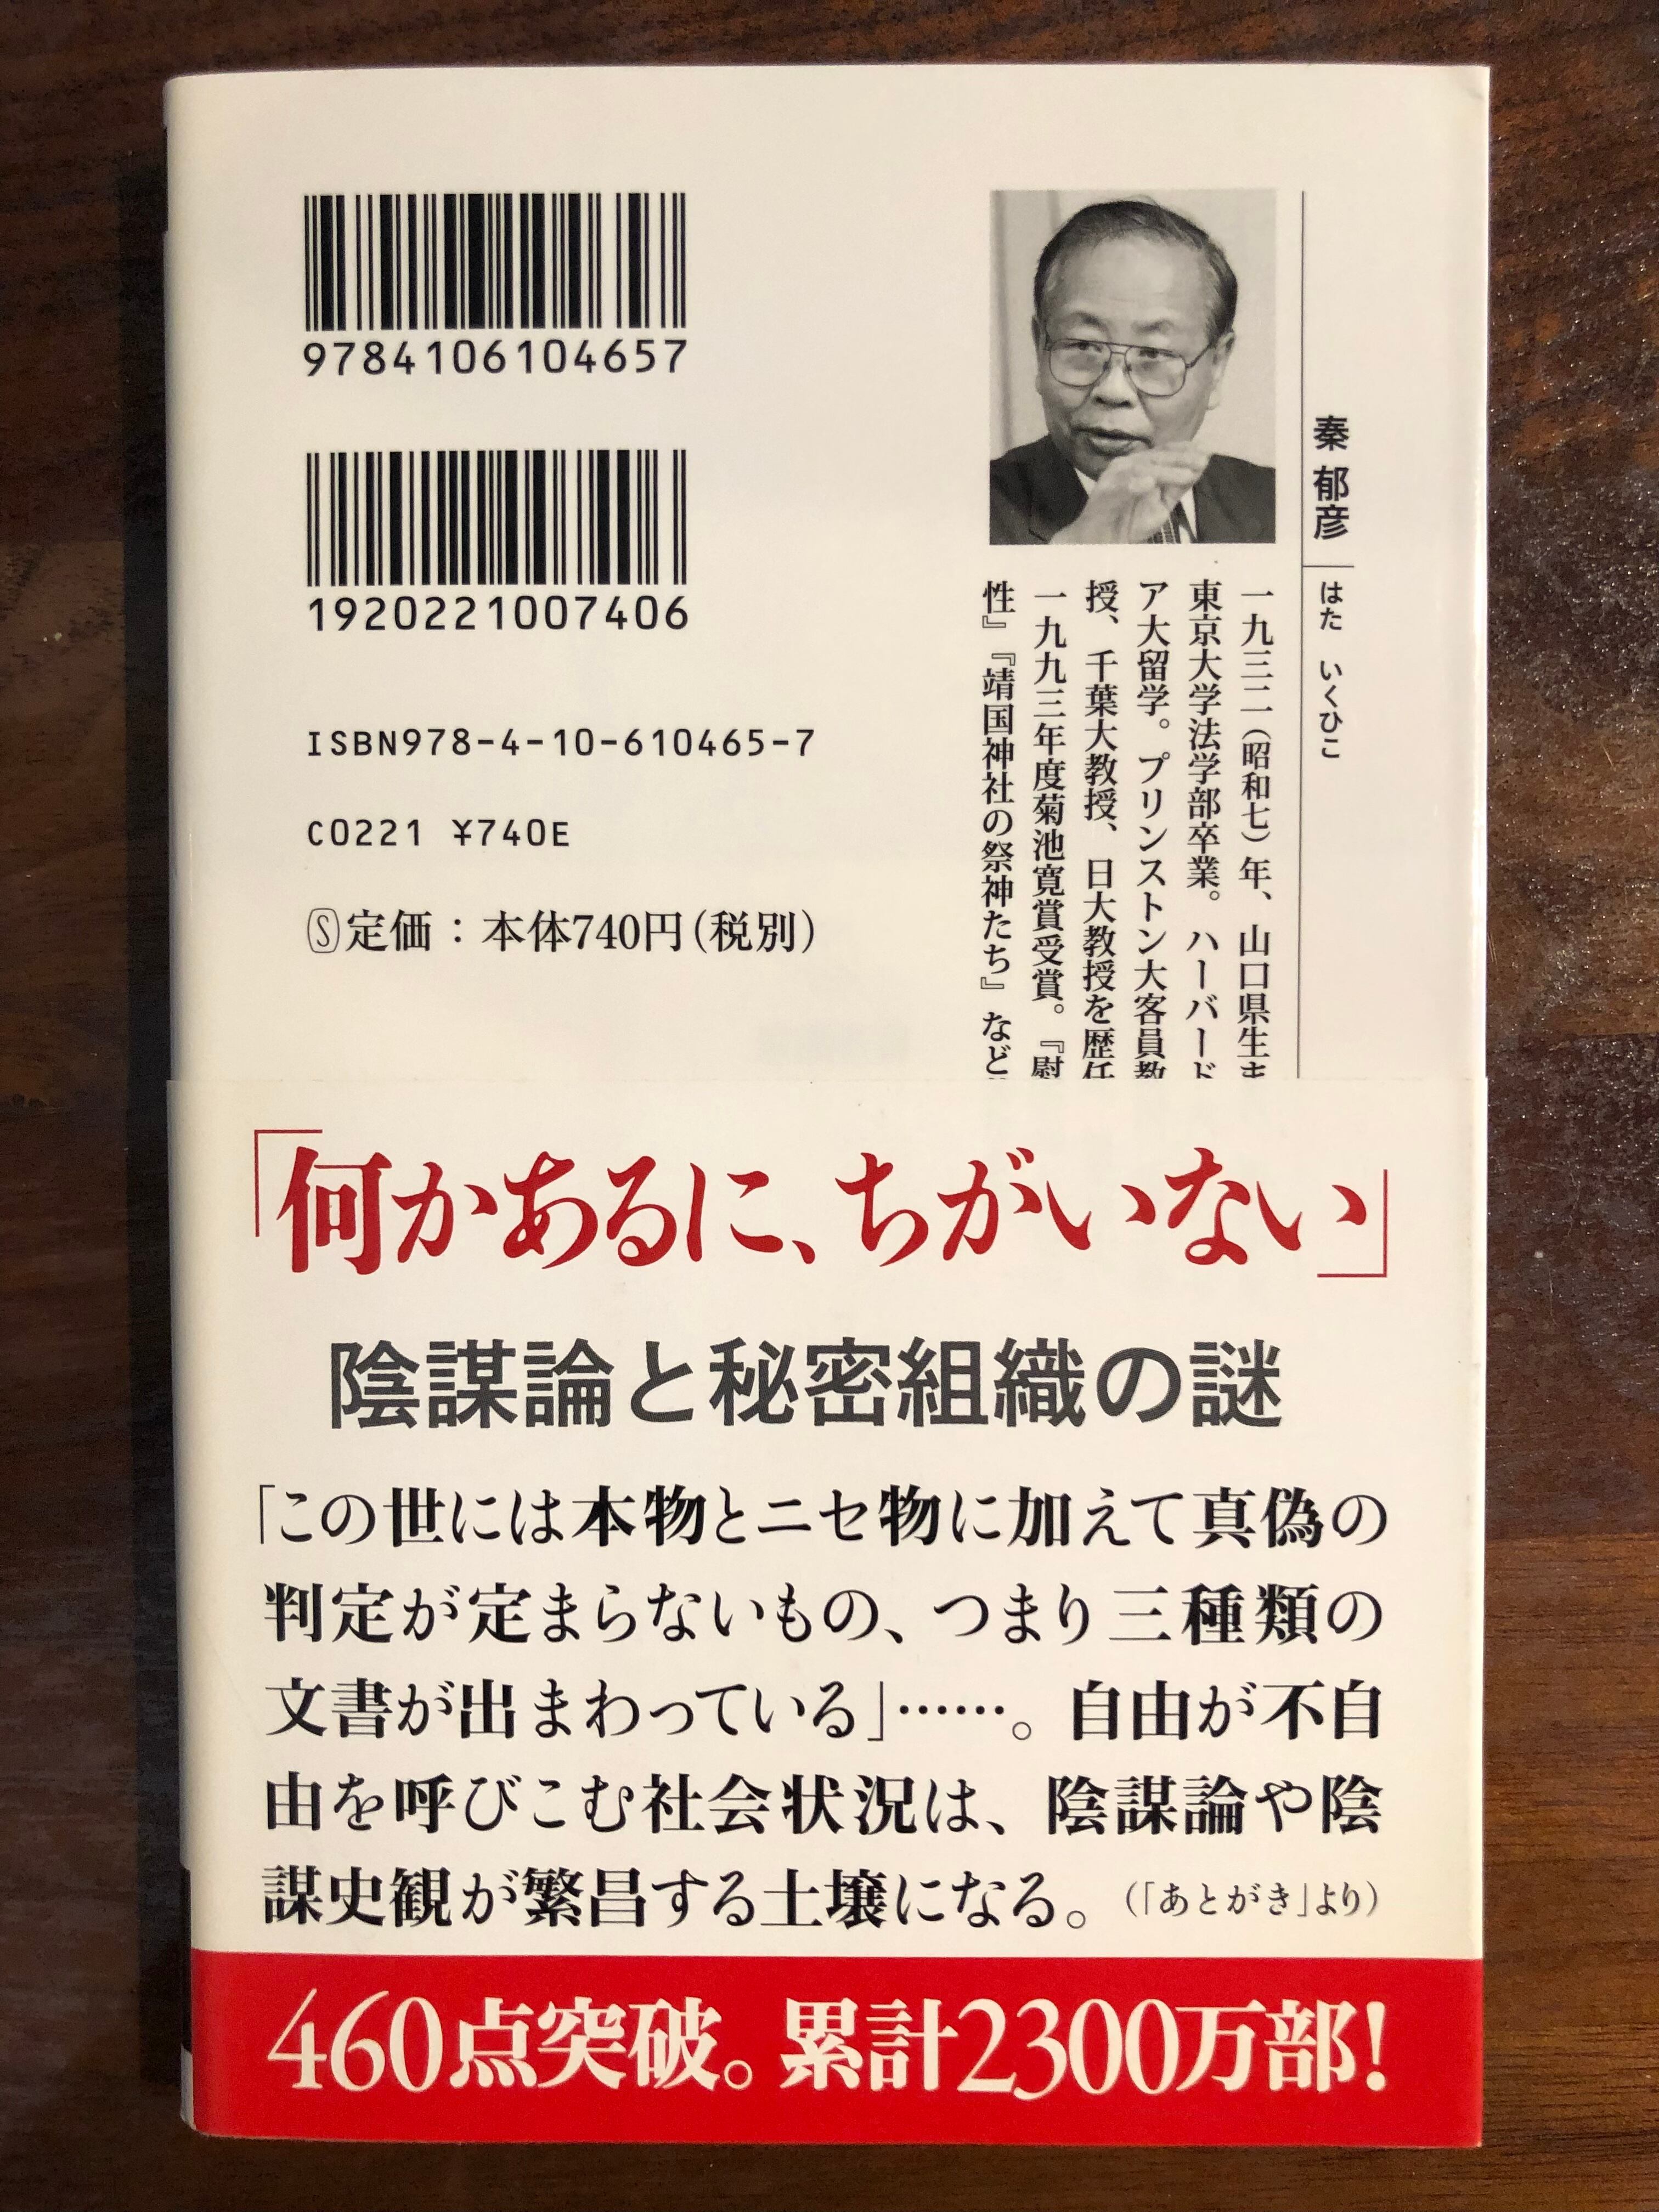 9784106104657
1920221007406
ISBN978-4-10-610465-7
C0221 ¥740E
Ⓢ定価：本体740円(税別)
秦 郁彦 はた いくひこ
一九三二(昭和七)年、山口県生ま
東京大学法学部卒業。ハーバード
ア大留学。プリンストン大客員教
授、千葉大教授、日大教授を歴任
一九九三年度菊池寛賞受賞。『慰
性』『靖国神社の祭神たち』など
「何かあるに、ちがいない」
陰謀論と秘密組織の謎
「この世には本物とニセ物に加えて真偽の
判定が定まらないもの、つまり三種類の
文書が出まわっている」……。自由が不自
由を呼びこむ社会状況は、陰謀論や陰
謀史観が繁昌する土壌になる。(「あとがき」より)
460点突破。累計2300万部!